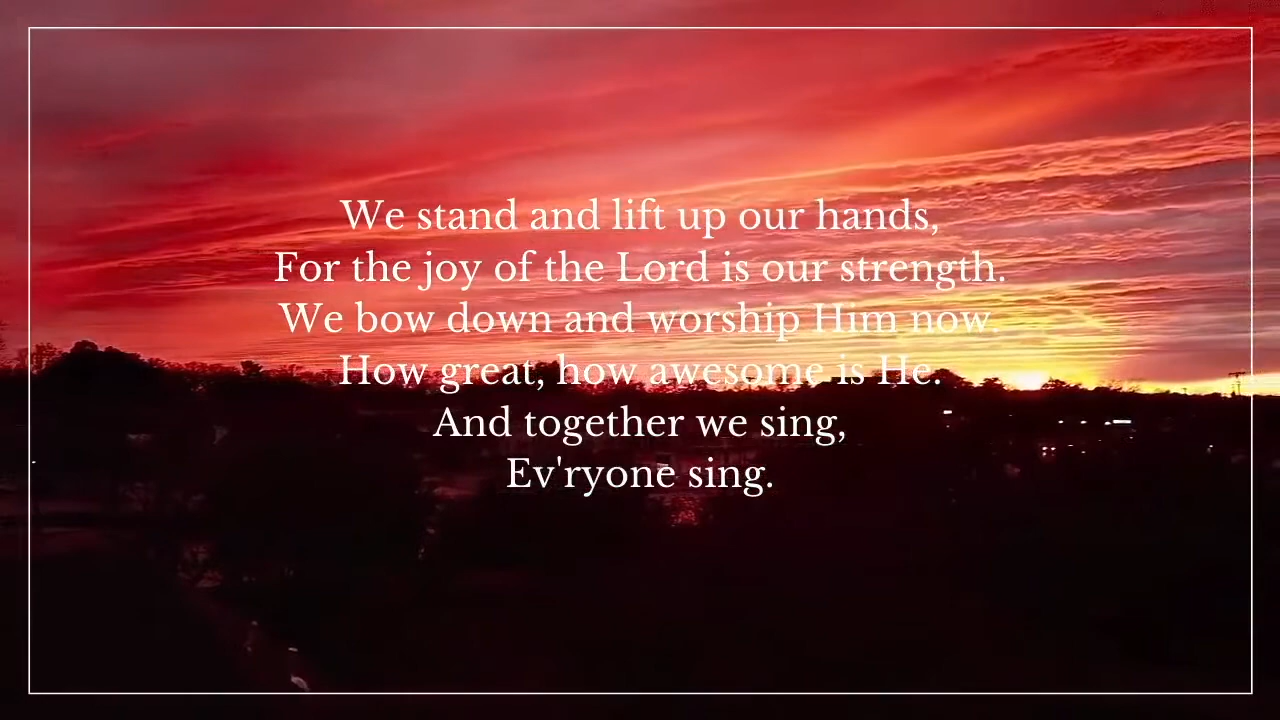 We stand and lift up our hands,
For the joy of the Lord is our strength.
We bow down and worship Him now.
How great, how awesome is He.
And together we sing,
Ev'ryone sing.